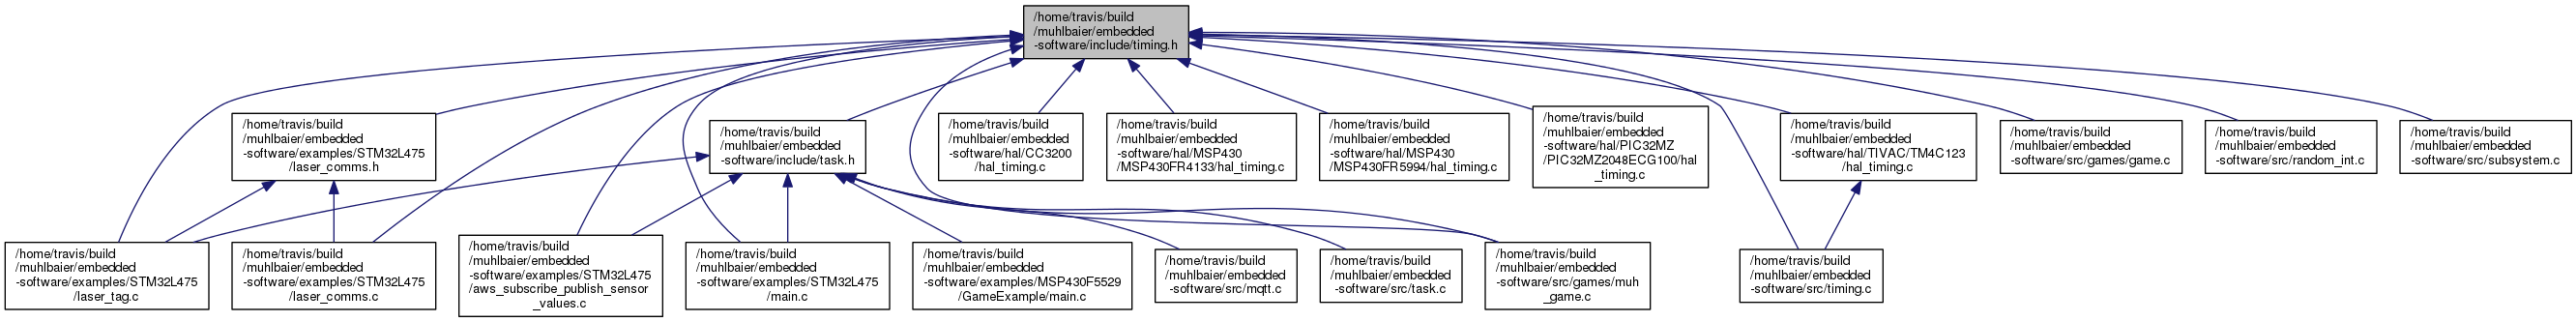 /home/travis/build
/muhlbaier/embedded
-software/include/timing.h
/home/travis/build
/muhlbaier/embedded
-software/examples/STM32L475
/laser_comms.h
/home/travis/build
/muhlbaier/embedded
-software/include/task.h
/home/travis/build
/muhlbaier/embedded
-software/hal/CC3200
/hal_timing.c
/home/travis/build
/muhlbaier/embedded
-software/hal/MSP430
/MSP430FR4133/hal_timing.c
/home/travis/build
/muhlbaier/embedded
-software/hal/MSP430
/MSP430FR5994/hal_timing.c
/home/travis/build
/muhlbaier/embedded
-software/hal/PIC32MZ
/PIC32MZ2048ECG100/hal
_timing.c
/home/travis/build
/muhlbaier/embedded
-software/hal/TIVAC/TM4C123
/hal_timing.c
/home/travis/build
/muhlbaier/embedded
-software/src/games/game.c
/home/travis/build
/muhlbaier/embedded
-software/src/random_int.c
/home/travis/build
/muhlbaier/embedded
-software/src/subsystem.c
/home/travis/build
/muhlbaier/embedded
-software/examples/STM32L475
/laser_tag.c
/home/travis/build
/muhlbaier/embedded
-software/examples/STM32L475
/laser_comms.c
/home/travis/build
/muhlbaier/embedded
-software/examples/STM32L475
/aws_subscribe_publish_sensor
_values.c
/home/travis/build
/muhlbaier/embedded
-software/examples/STM32L475
/main.c
/home/travis/build
/muhlbaier/embedded
-software/examples/MSP430F5529
/GameExample/main.c
/home/travis/build
/muhlbaier/embedded
-software/src/mqtt.c
/home/travis/build
/muhlbaier/embedded
-software/src/task.c
/home/travis/build
/muhlbaier/embedded
-software/src/games/muh
_game.c
/home/travis/build
/muhlbaier/embedded
-software/src/timing.c